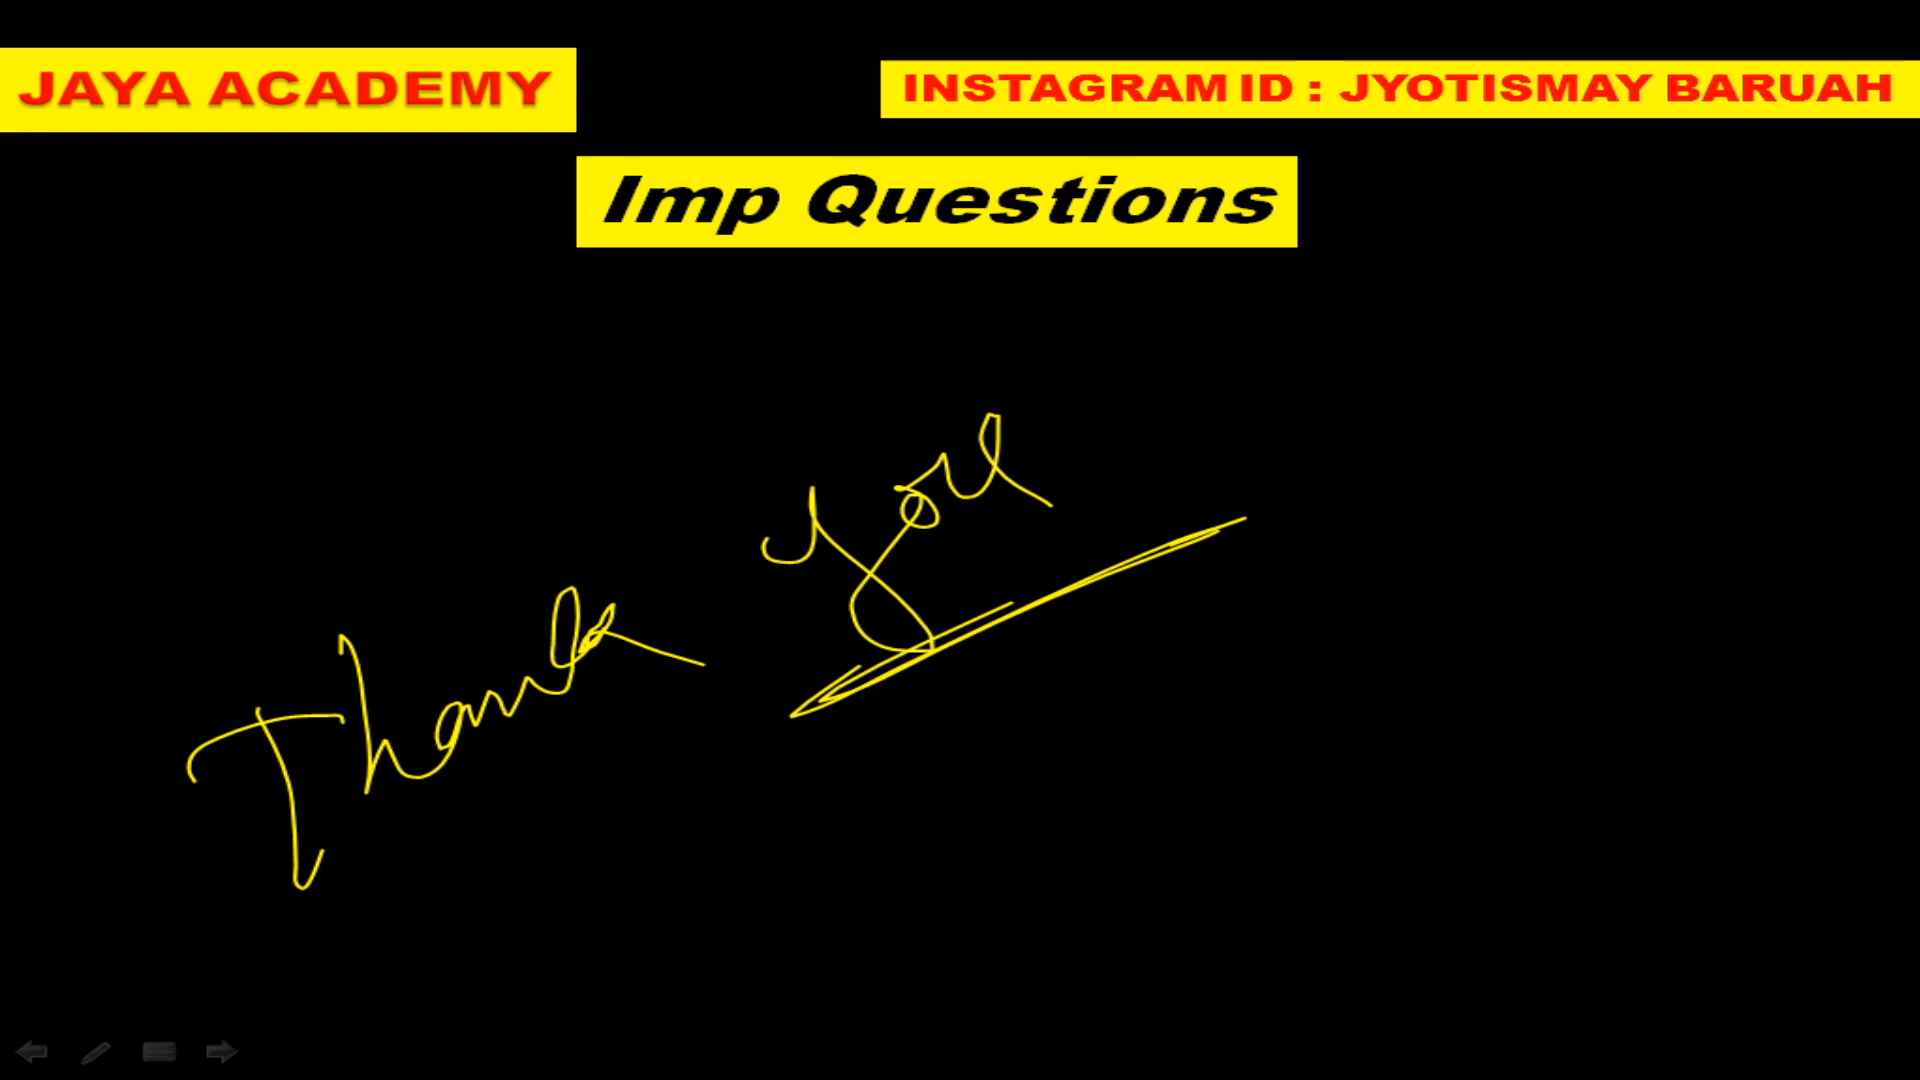 JAYA ACADEMY
INSTAGRAM ID : JYOTISMAY BARUAH
Imp Questions
Thank You